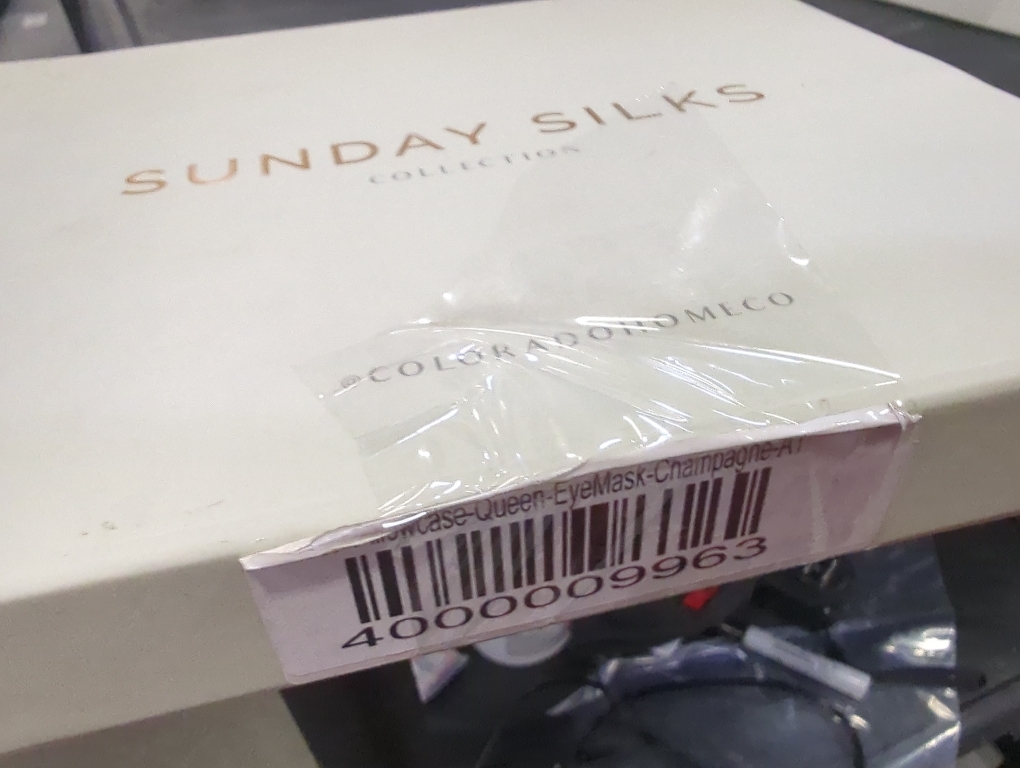 SUNDAY SILKS
COLLECTION
@COLORADOHOMECO
-Queen-EyeMask-Champagne-A1
4000009963